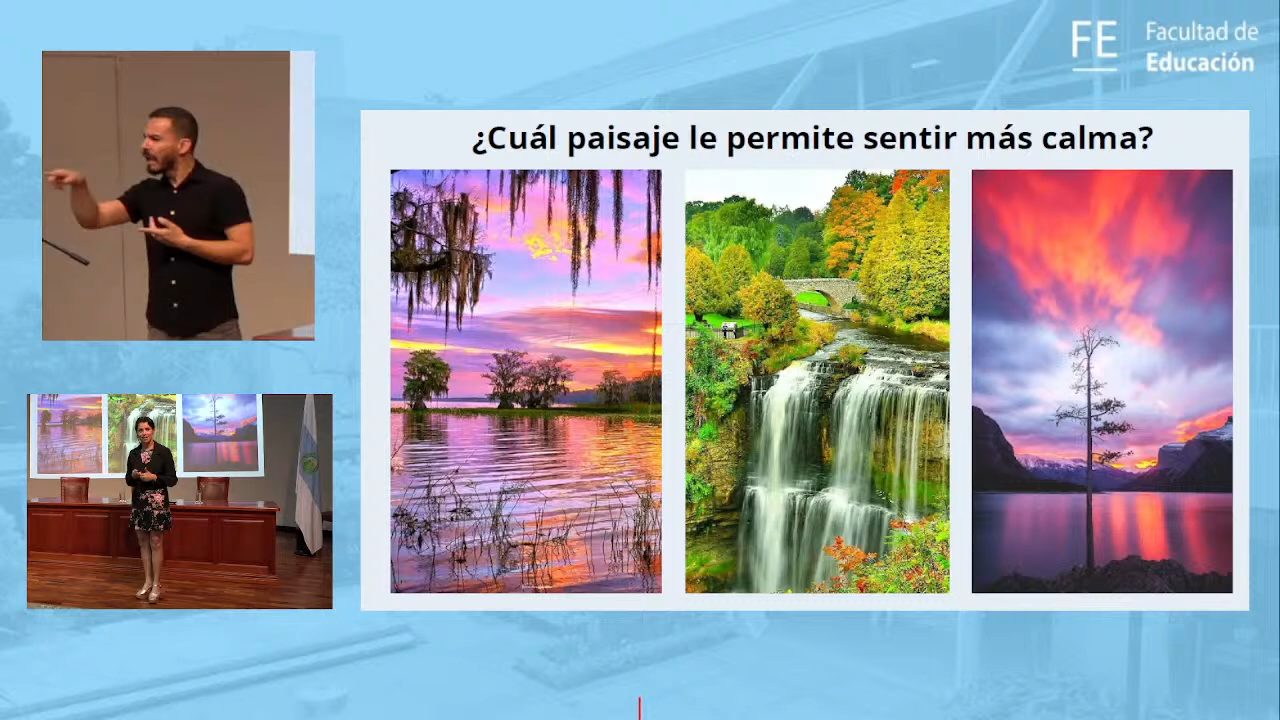 FE
Facultad de
Educación
¿Cuál paisaje le permite sentir más calma?